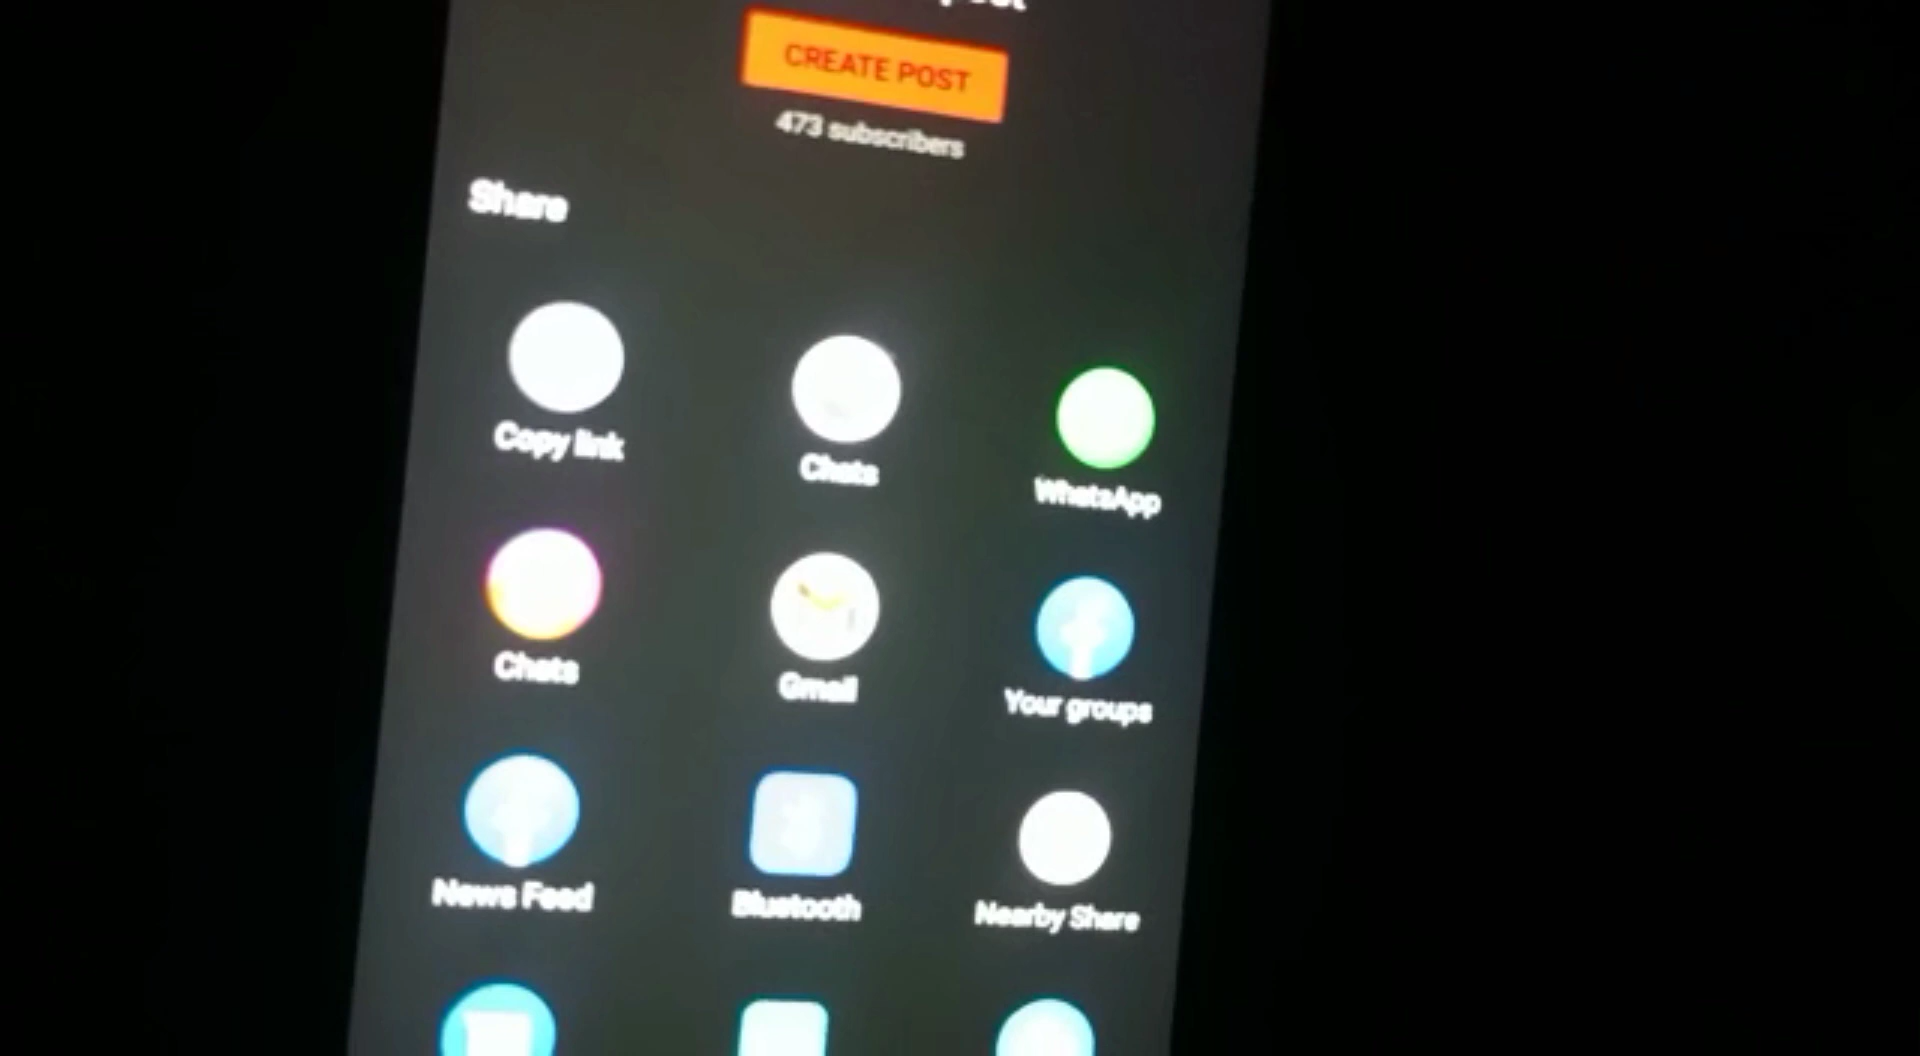 CREATE POST
473 subscribers
Share
Copy link
Chats
WhatsApp
Chats
Gmail
Your groups
News Feed
Bluetooth
Nearby Share